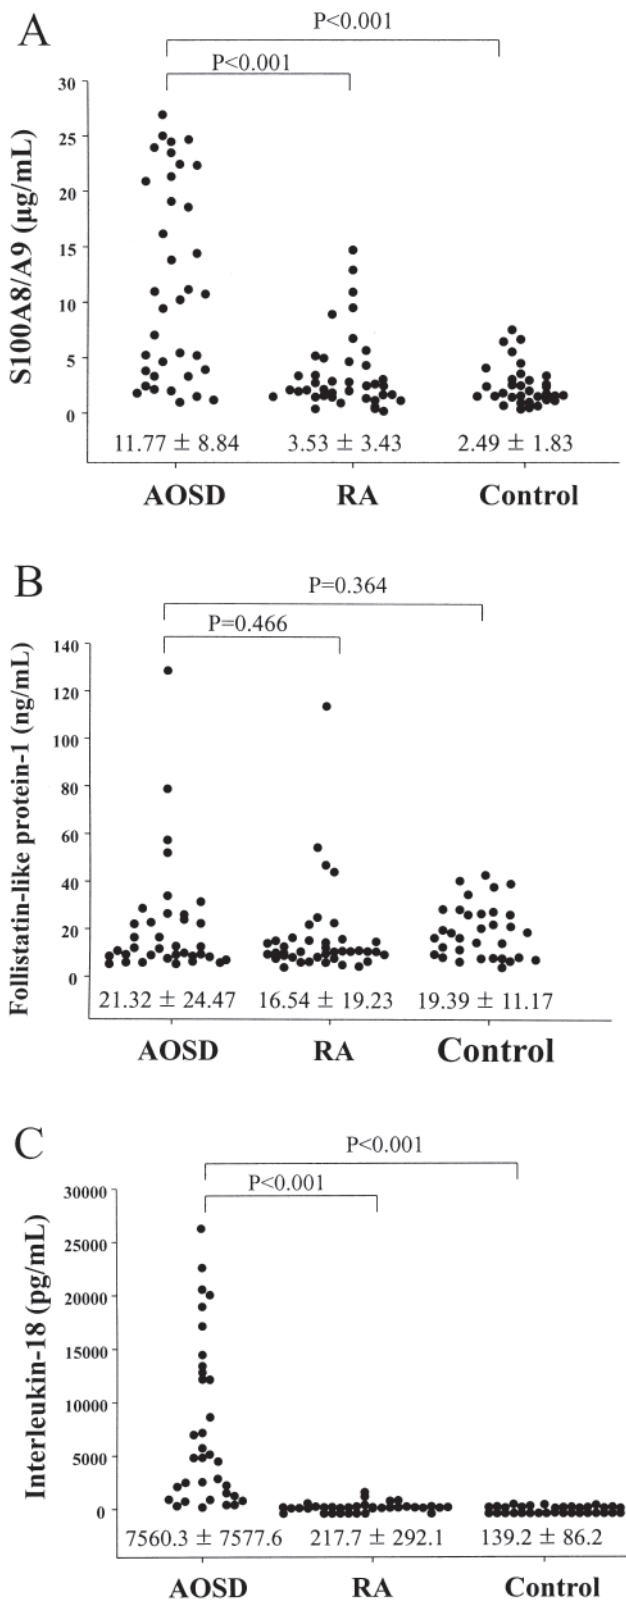 A
P<0.001
P<0.001
S100A8/A9 (μg/mL)
30
25
20
15
10
5
0
11.77 ± 8.84 3.53 ± 3.43 2.49 ± 1.83
AOSD RA Control
B
P=0.364
P=0.466
Follistatin-like protein-1 (ng/mL)
140
120
100
80
60
40
20
0
21.32 ± 24.47 16.54 ± 19.23 19.39 ± 11.17
AOSD RA Control
C
P<0.001
P<0.001
Interleukin-18 (pg/mL)
30000
25000
20000
15000
10000
5000
0
7560.3 ± 7577.6 217.7 ± 292.1 139.2 ± 86.2
AOSD RA Control